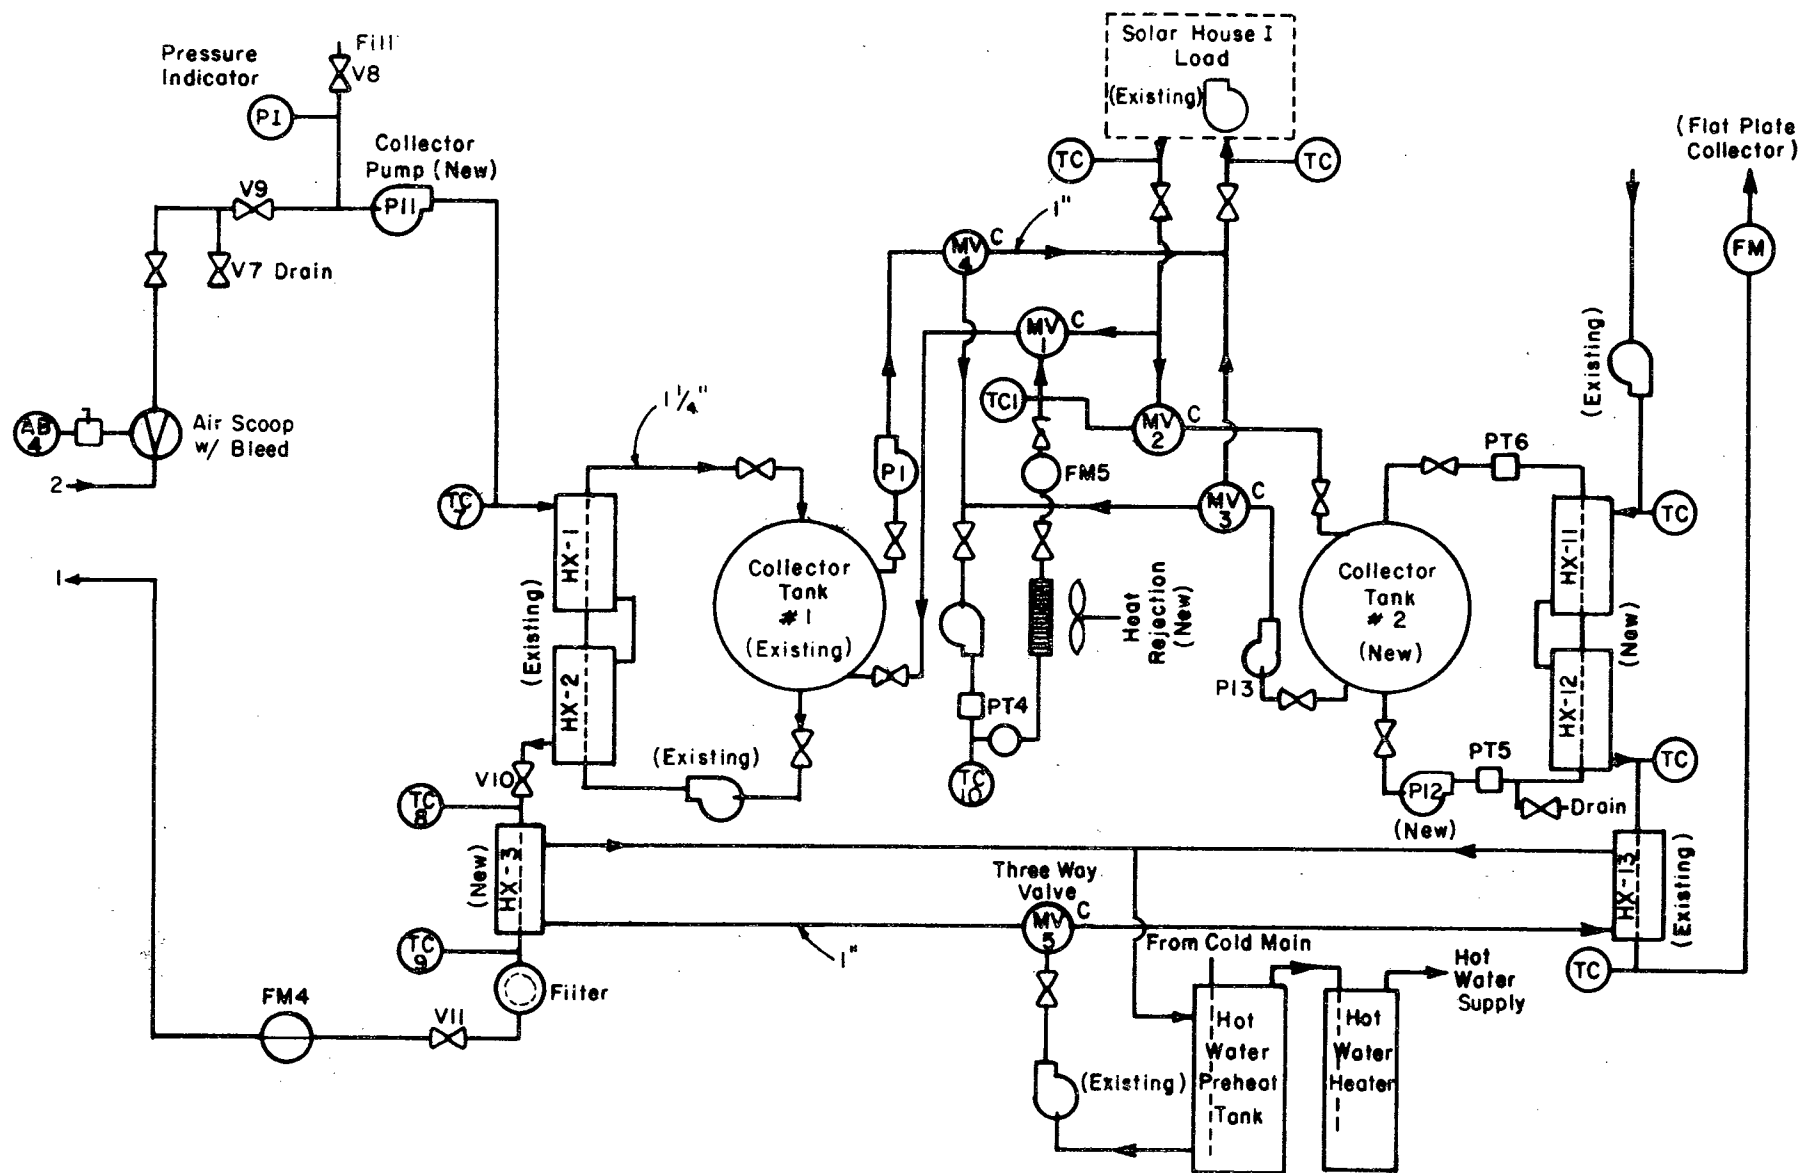 Fill
V8
Pressure
Indicator
PI
Collector
Pump (New)
P11
V9
V7 Drain
AB
4
Air Scoop
w/ Bleed
2
1
TC
7
HX-1
(Existing)
HX-2
V10
TC
8
(New)
HX-3
TC
9
Filter
V11
FM4
1 1/4"
Collector
Tank
#1
(Existing)
(Existing)
P1
MV
4
C
1"
MV
1
C
TC1
MV
2
C
FM5
MV
3
C
Solar House I
Load
(Existing)
TC
TC
PT4
TC
10
Heat
Rejection
(New)
P13
Collector
Tank
#2
(New)
PT6
HX-11
(New)
HX-12
PT5
P12
(New)
Drain
TC
TC
(Existing)
(Flat Plate
Collector)
FM
HX-13
(Existing)
TC
Three Way
Valve
MV
5
C
1"
From Cold Main
Hot
Water
Supply
Hot
Water
Preheat
Tank
Hot
Water
Heater
(Existing)